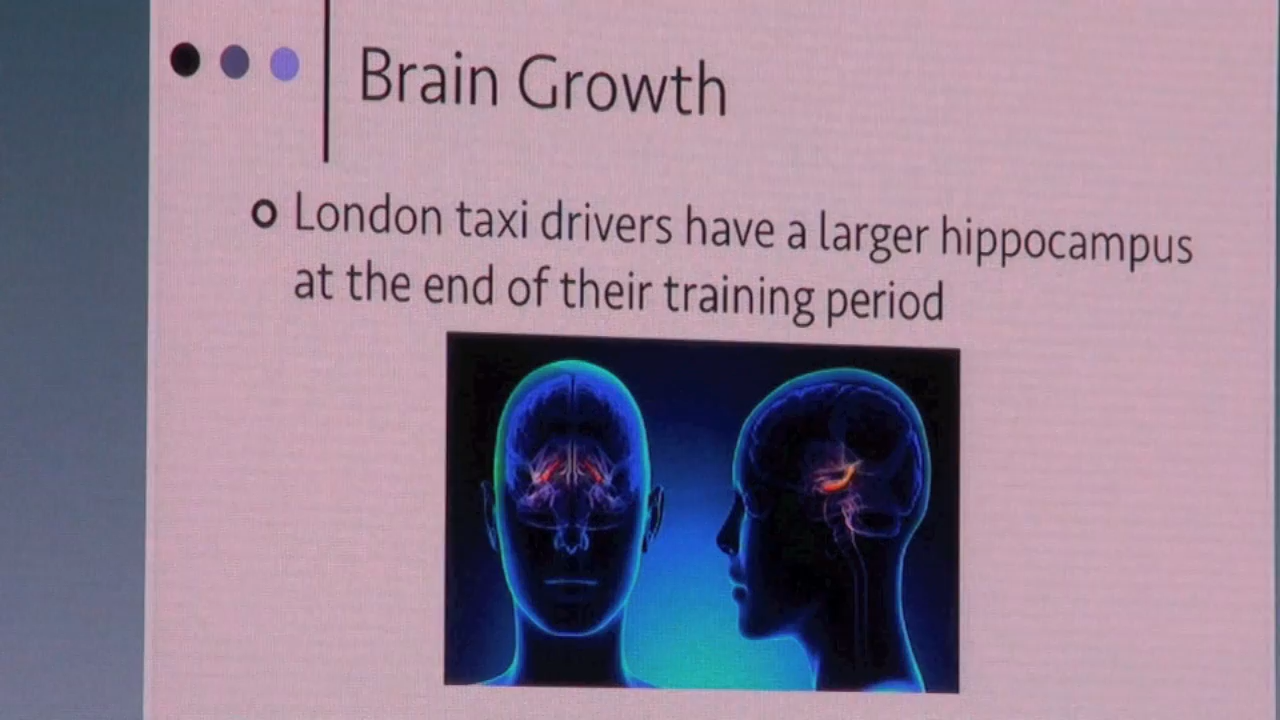 Brain Growth
London taxi drivers have a larger hippocampus
at the end of their training period